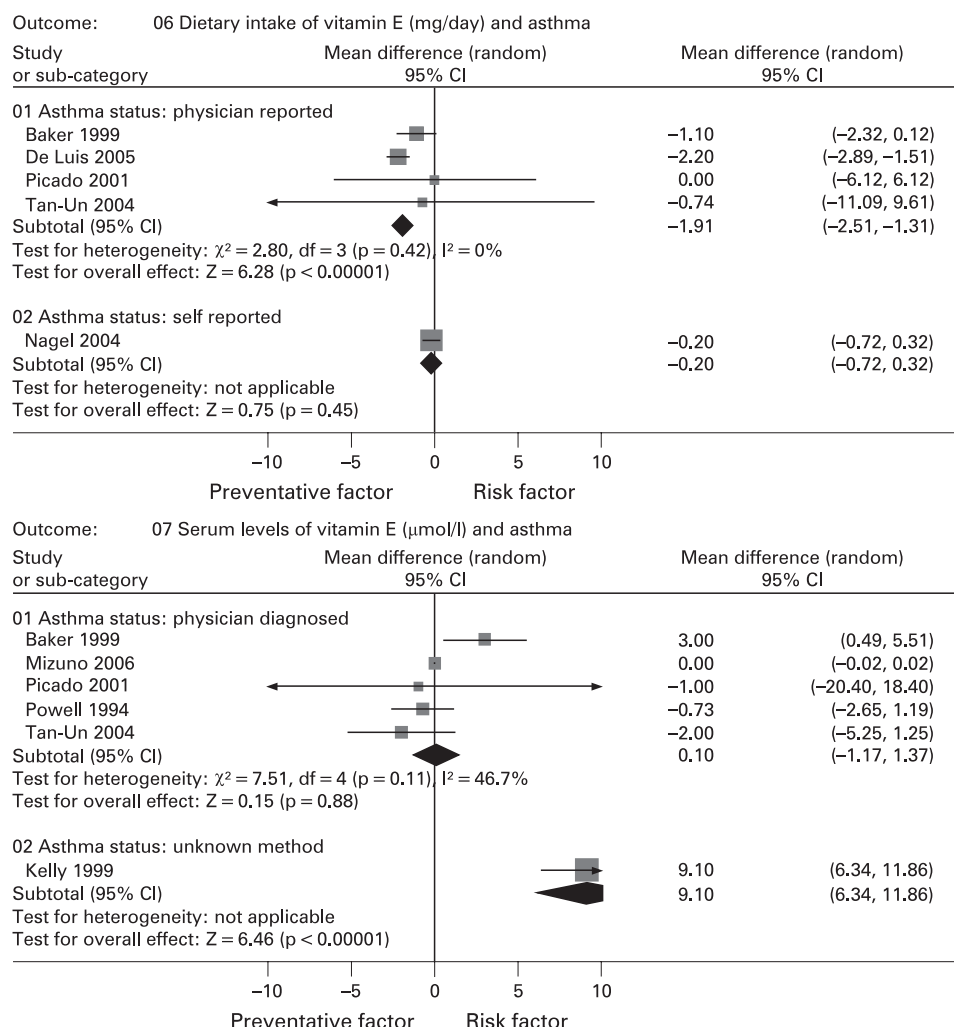 Outcome: 06 Dietary intake of vitamin E (mg/day) and asthma
Study Mean difference (random) Mean difference (random)
or sub-category 95% CI 95% CI
01 Asthma status: physician reported
Baker 1999 −1.10 (−2.32, 0.12)
De Luis 2005 −2.20 (−2.89, −1.51)
Picado 2001 0.00 (−6.12, 6.12)
Tan-Un 2004 −0.74 (−11.09, 9.61)
Subtotal (95% CI) −1.91 (−2.51, −1.31)
Test for heterogeneity: χ² = 2.80, df = 3 (p = 0.42), I² = 0%
Test for overall effect: Z = 6.28 (p < 0.00001)
02 Asthma status: self reported
Nagel 2004 −0.20 (−0.72, 0.32)
Subtotal (95% CI) −0.20 (−0.72, 0.32)
Test for heterogeneity: not applicable
Test for overall effect: Z = 0.75 (p = 0.45)
−10 −5 0 5 10
Preventative factor Risk factor
Outcome: 07 Serum levels of vitamin E (μmol/l) and asthma
Study Mean difference (random) Mean difference (random)
or sub-category 95% CI 95% CI
01 Asthma status: physician diagnosed
Baker 1999 3.00 (0.49, 5.51)
Mizuno 2006 0.00 (−0.02, 0.02)
Picado 2001 −1.00 (−20.40, 18.40)
Powell 1994 −0.73 (−2.65, 1.19)
Tan-Un 2004 −2.00 (−5.25, 1.25)
Subtotal (95% CI) 0.10 (−1.17, 1.37)
Test for heterogeneity: χ² = 7.51, df = 4 (p = 0.11), I² = 46.7%
Test for overall effect: Z = 0.15 (p = 0.88)
02 Asthma status: unknown method
Kelly 1999 9.10 (6.34, 11.86)
Subtotal (95% CI) 9.10 (6.34, 11.86)
Test for heterogeneity: not applicable
Test for overall effect: Z = 6.46 (p < 0.00001)
−10 −5 0 5 10
Preventative factor Risk factor